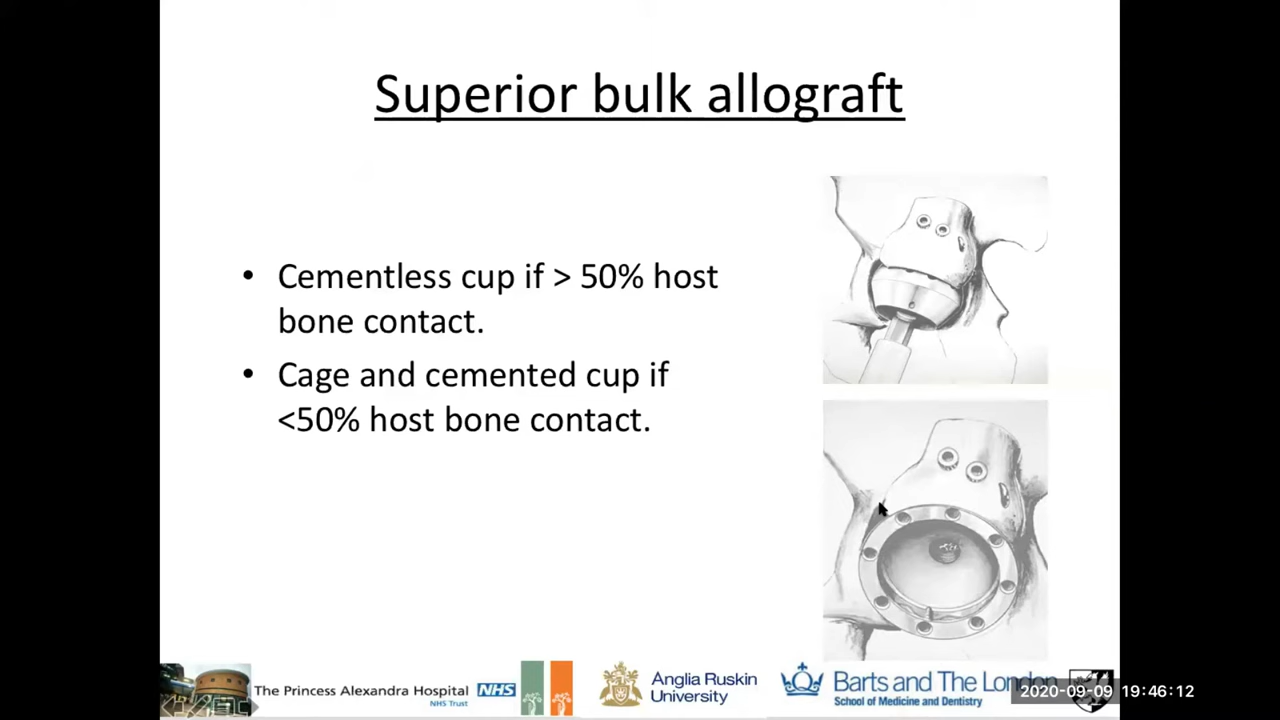 Superior bulk allograft
• Cementless cup if > 50% host
bone contact.
• Cage and cemented cup if
<50% host bone contact.
The Princess Alexandra Hospital NHS
NHS Trust
Anglia Ruskin
University
Barts and The London
School of Medicine and Dentistry
2020-09-09 19:46:12